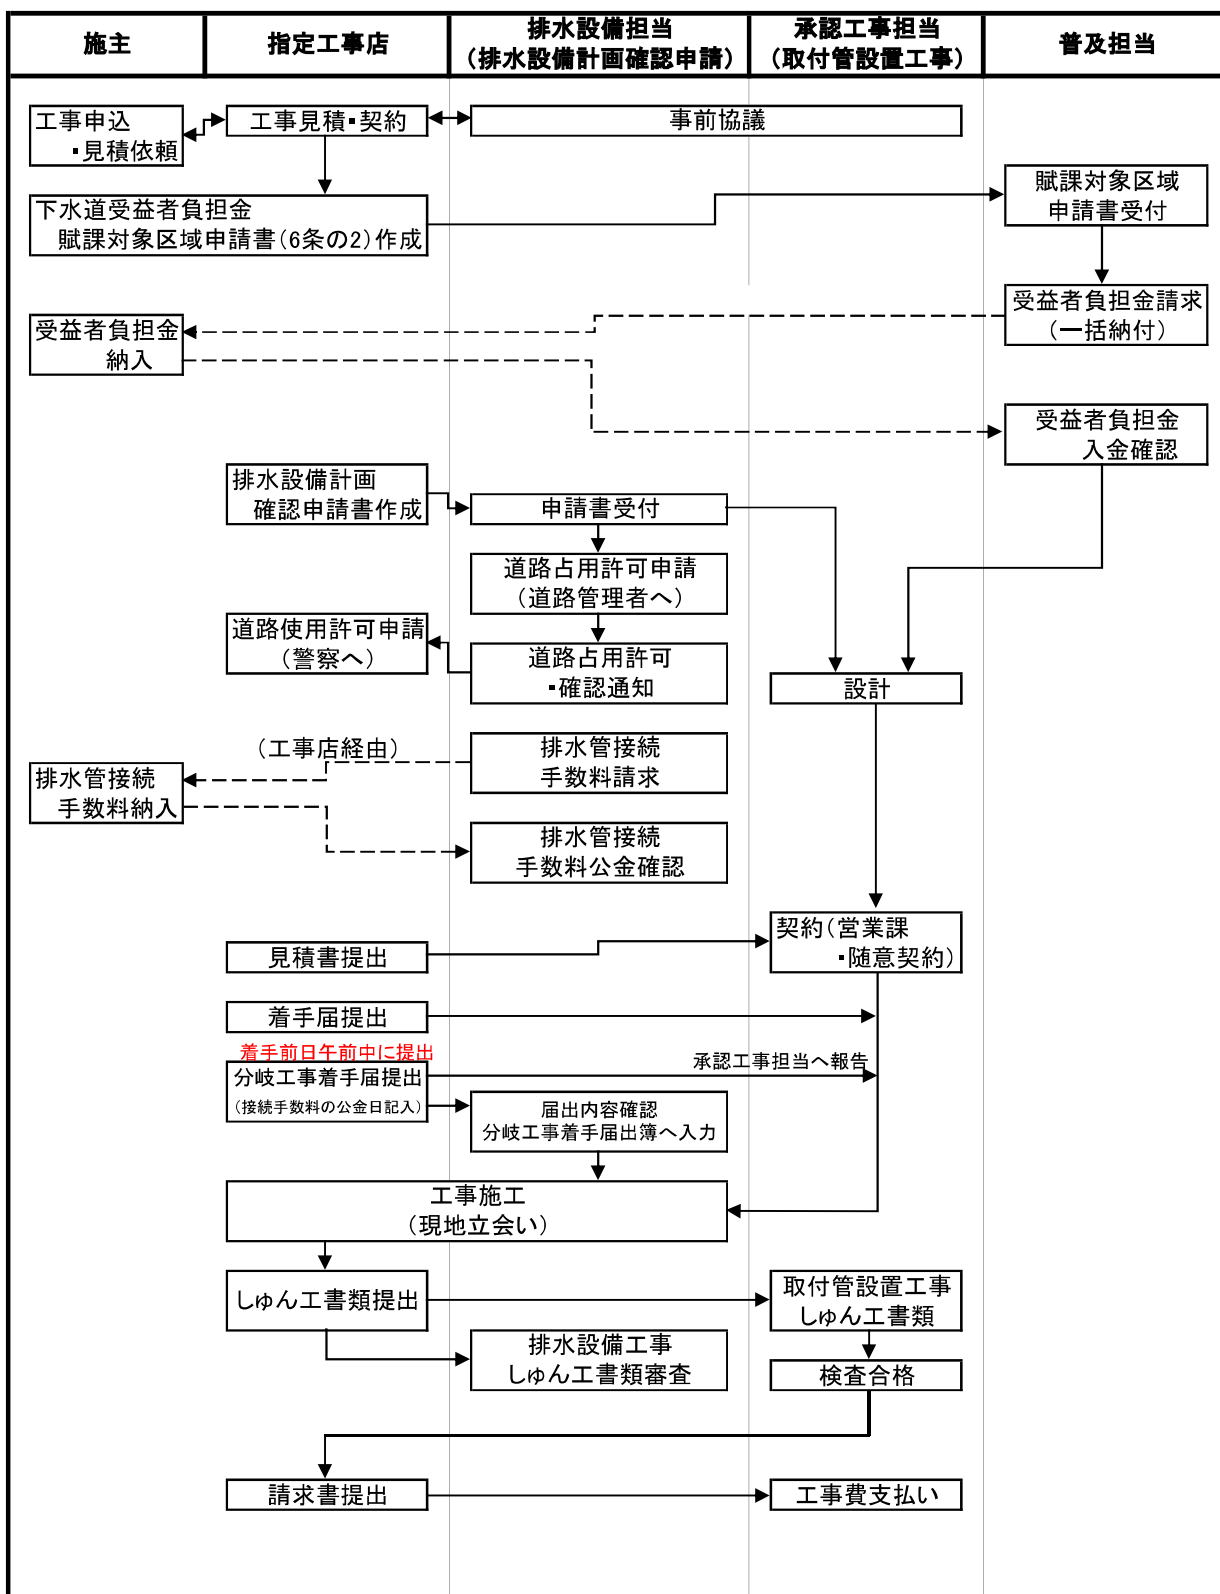 施主
指定工事店
排水設備担当
（排水設備計画確認申請）
承認工事担当
（取付管設置工事）
普及担当
工事申込
・見積依頼
工事見積・契約
事前協議
下水道受益者負担金
賦課対象区域申請書（6条の2）作成
賦課対象区域
申請書受付
受益者負担金請求
（一括納付）
受益者負担金
納入
受益者負担金
入金確認
排水設備計画
確認申請書作成
申請書受付
道路占用許可申請
（道路管理者へ）
道路使用許可申請
（警察へ）
道路占用許可
・確認通知
設計
（工事店経由）
排水管接続
手数料請求
排水管接続
手数料納入
排水管接続
手数料公金確認
契約（営業課
・随意契約）
見積書提出
着手届提出
着手前日午前中に提出
分岐工事着手届提出
（接続手数料の公金日記入）
承認工事担当へ報告
届出内容確認
分岐工事着手届出簿へ入力
工事施工
（現地立会い）
しゅん工書類提出
取付管設置工事
しゅん工書類
排水設備工事
しゅん工書類審査
検査合格
請求書提出
工事費支払い